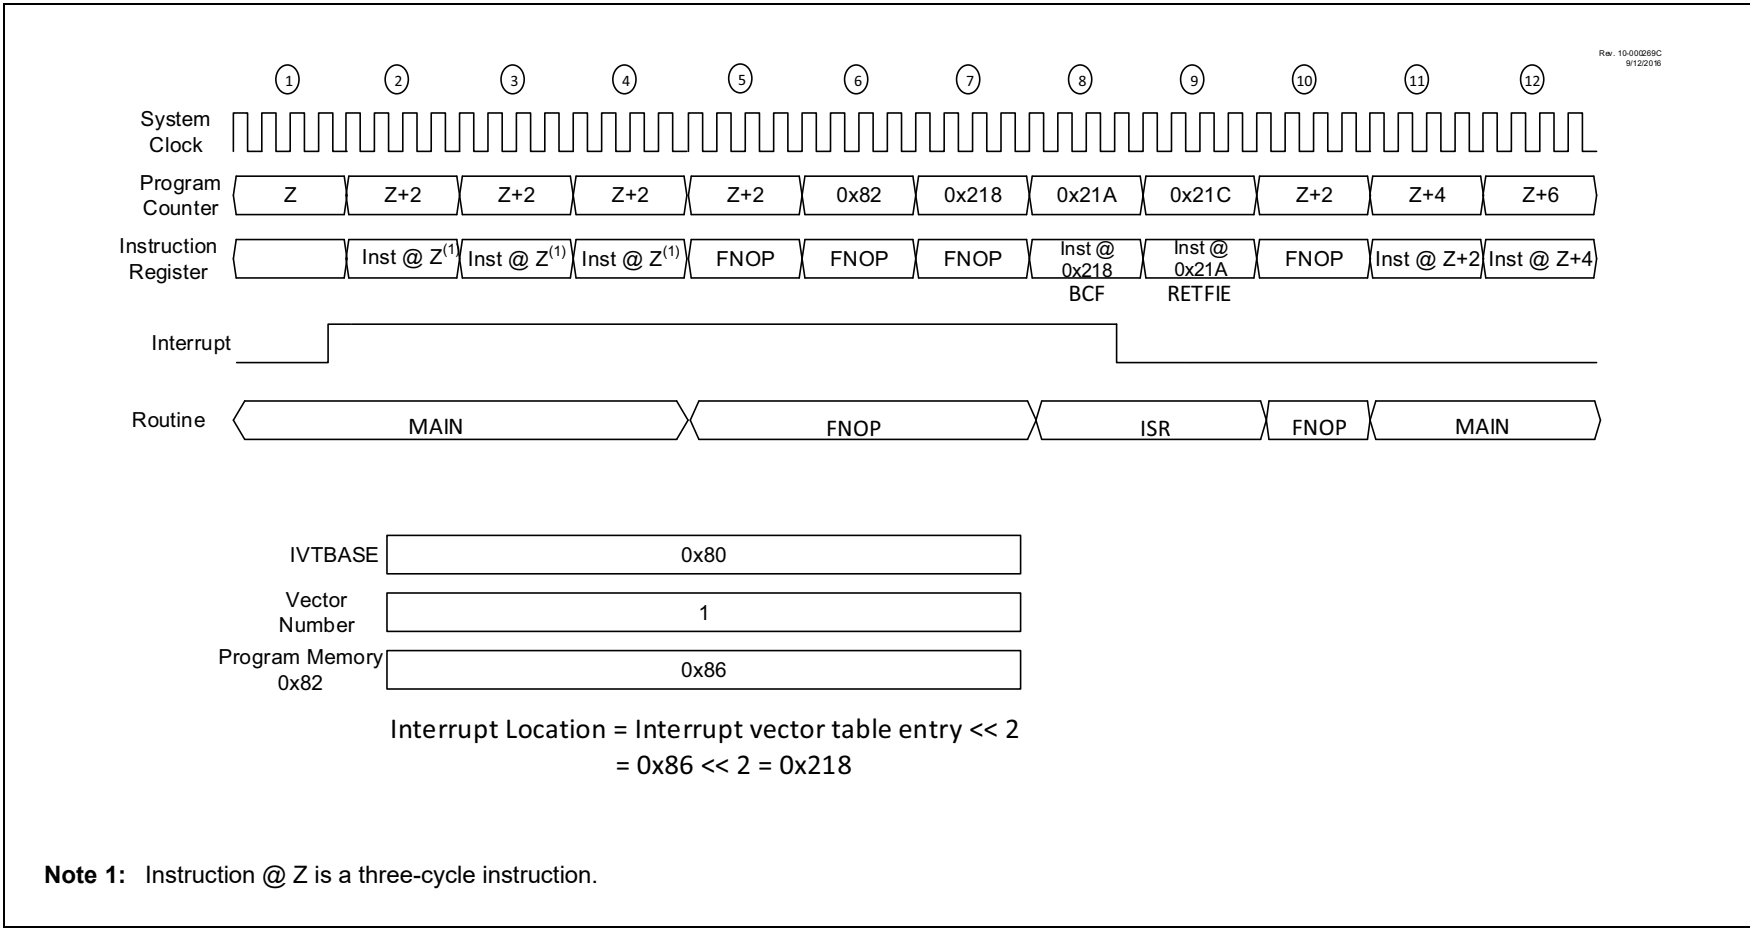 Rev. 10-000269C
9/12/2016
1 2 3 4 5 6 7 8 9 10 11 12
System
Clock
Program
Counter
Z Z+2 Z+2 Z+2 Z+2 0x82 0x218 0x21A 0x21C Z+2 Z+4 Z+6
Instruction
Register
Inst @ Z(1) Inst @ Z(1) Inst @ Z(1) FNOP FNOP FNOP Inst @ 0x218 Inst @ 0x21A FNOP Inst @ Z+2 Inst @ Z+4
BCF RETFIE
Interrupt
Routine MAIN FNOP ISR FNOP MAIN
IVTBASE 0x80
Vector
Number
1
Program Memory
0x82
0x86
Interrupt Location = Interrupt vector table entry << 2
= 0x86 << 2 = 0x218
Note 1: Instruction @ Z is a three-cycle instruction.